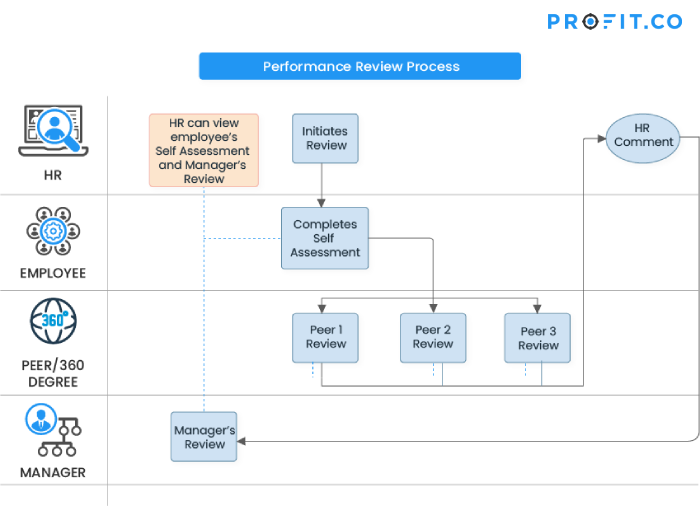 PROFIT.CO
Performance Review Process
HR
HR can view
employee's
Self Assessment
and Manager's
Review
Initiates
Review
HR
Comment
EMPLOYEE
Completes
Self
Assessment
360°
PEER/360
DEGREE
Peer 1
Review
Peer 2
Review
Peer 3
Review
MANAGER
Manager's
Review